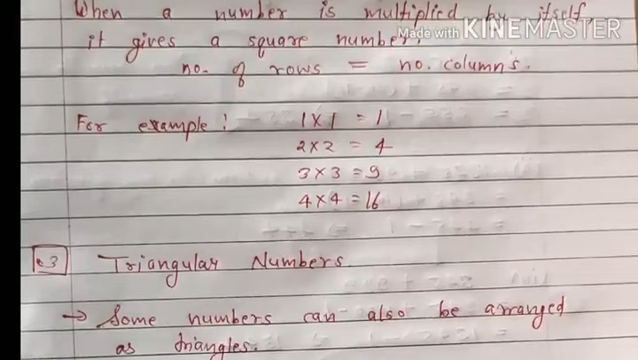 When a number is multiplied by itself,
it gives a square number.
Made with KINEMASTER
no. of rows = no. column's.
For example:
1 x 1 = 1
2 x 2 = 4
3 x 3 = 9
4 x 4 = 16
Triangular Numbers
→ Some numbers can also be arranged
as triangles.